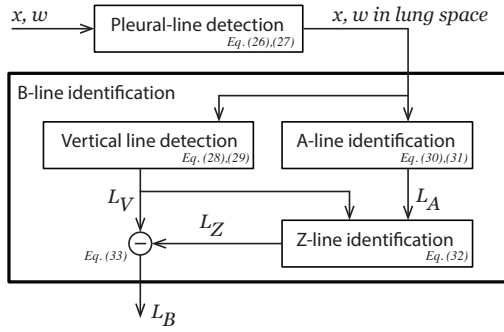 x, w
Pleural-line detection
Eq. (26),(27)
x, w in lung space
B-line identification
Vertical line detection
Eq. (28),(29)
A-line identification
Eq. (30),(31)
L_V
L_A
L_Z
Z-line identification
Eq. (32)
Eq. (33)
−
L_B